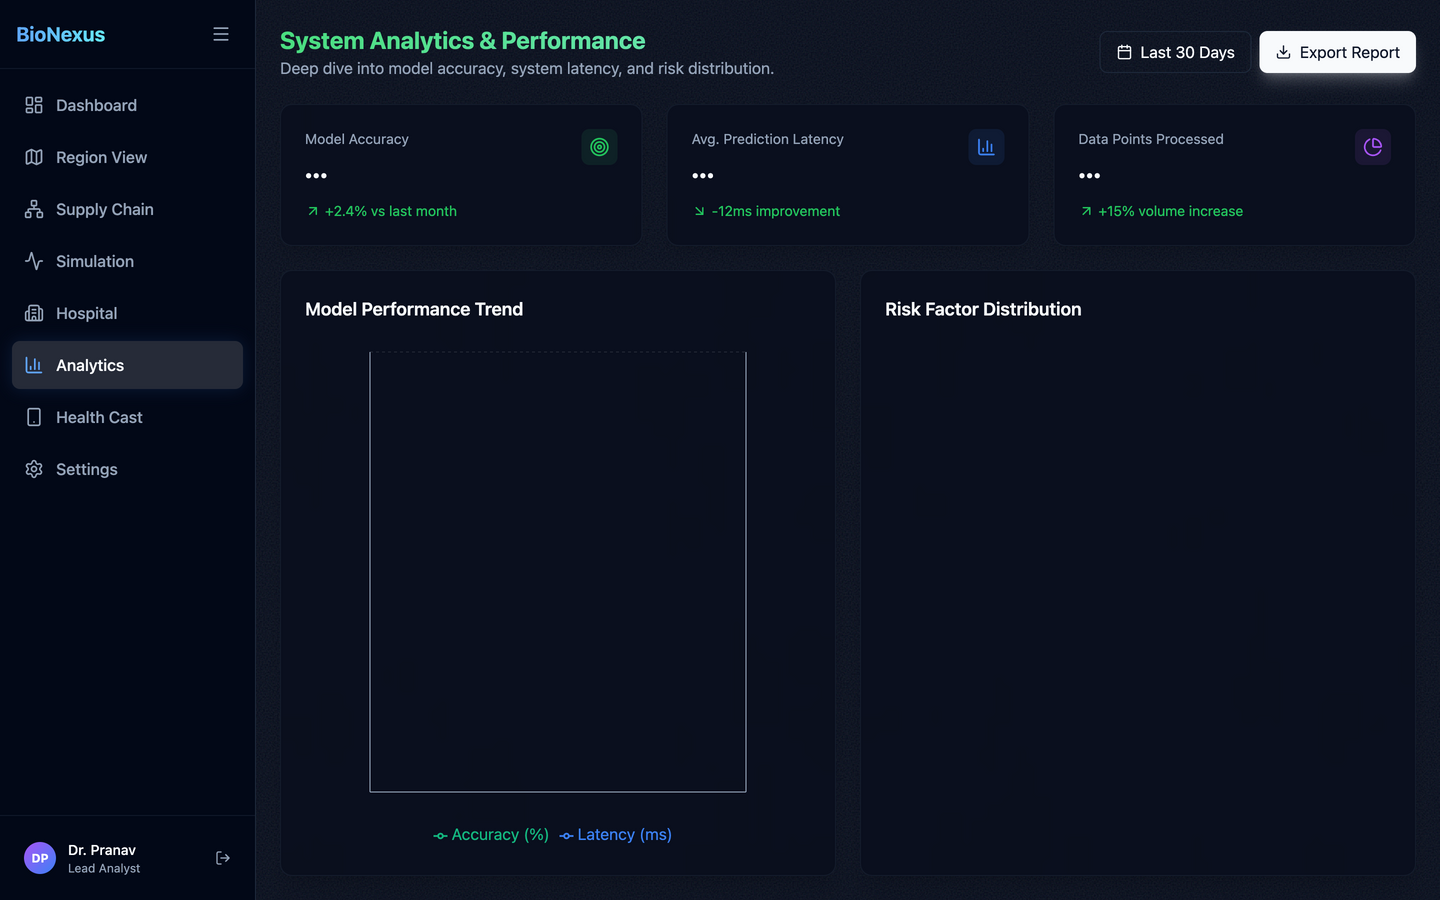 BioNexus
Dashboard
Region View
Supply Chain
Simulation
Hospital
Analytics
Health Cast
Settings
DP
Dr. Pranav
Lead Analyst
System Analytics & Performance
Deep dive into model accuracy, system latency, and risk distribution.
Last 30 Days
Export Report
Model Accuracy
•••
+2.4% vs last month
Avg. Prediction Latency
•••
-12ms improvement
Data Points Processed
•••
+15% volume increase
Model Performance Trend
Accuracy (%)
Latency (ms)
Risk Factor Distribution